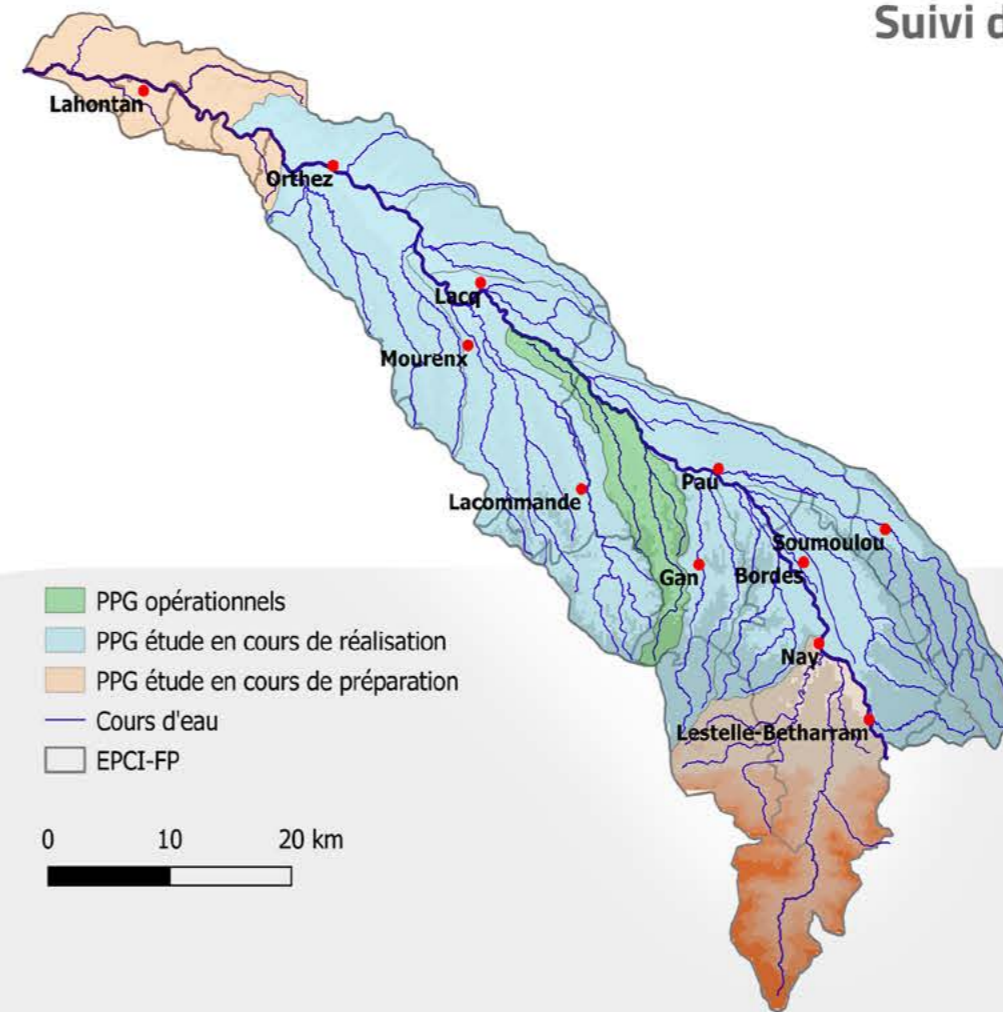 Suivi d
Lahontan
Orthez
Lacq
Mourenx
Lacommande
Pau
Soumoulou
Gan
Bordes
Nay
Lestelle-Betharram
PPG opérationnels
PPG étude en cours de réalisation
PPG étude en cours de préparation
Cours d'eau
EPCI-FP
0 10 20 km